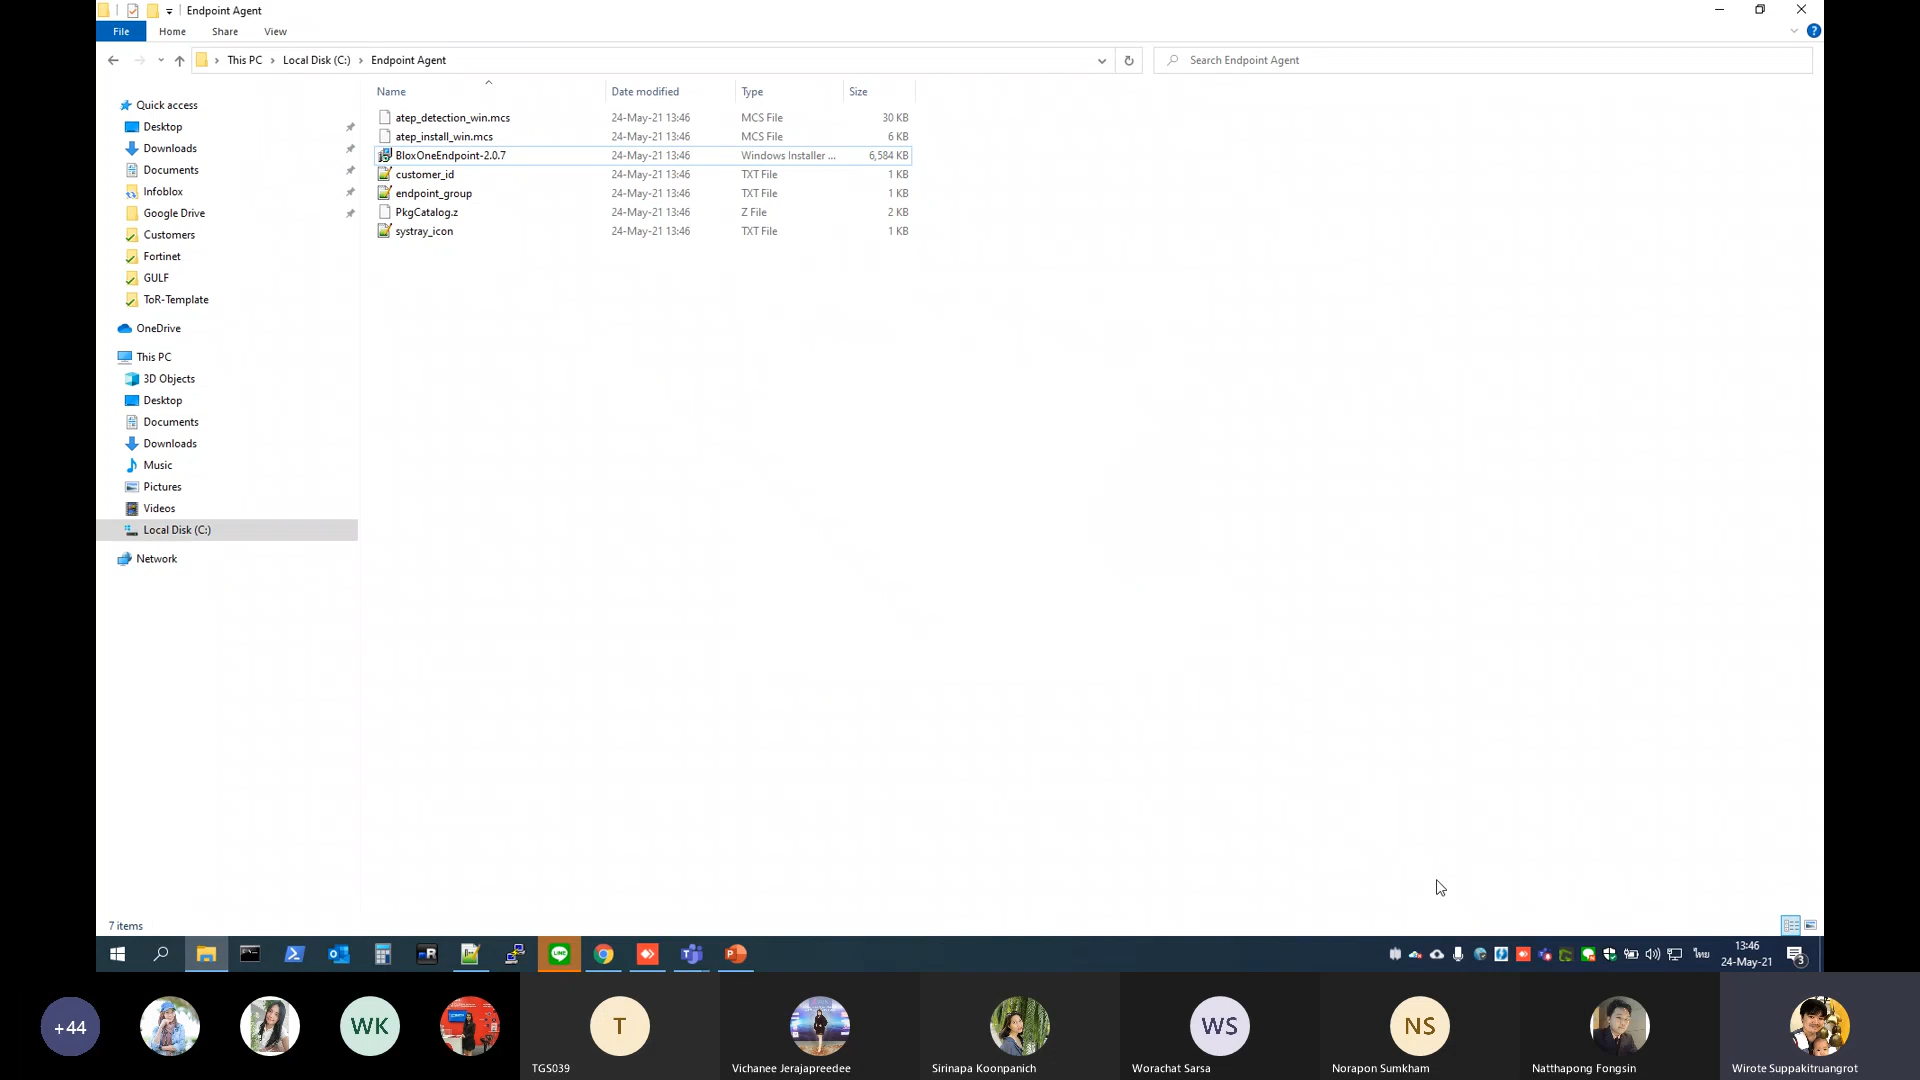 Endpoint Agent
File Home Share View
This PC Local Disk (C:) Endpoint Agent
Search Endpoint Agent
Name Date modified Type Size
atep_detection_win.mcs 24-May-21 13:46 MCS File 30 KB
atep_install_win.mcs 24-May-21 13:46 MCS File 6 KB
BloxOneEndpoint-2.0.7 24-May-21 13:46 Windows Installer ... 6,584 KB
customer_id 24-May-21 13:46 TXT File 1 KB
endpoint_group 24-May-21 13:46 TXT File 1 KB
PkgCatalog.z 24-May-21 13:46 Z File 2 KB
systray_icon 24-May-21 13:46 TXT File 1 KB
Quick access
Desktop
Downloads
Documents
Infoblox
Google Drive
Customers
Fortinet
GULF
ToR-Template
OneDrive
This PC
3D Objects
Desktop
Documents
Downloads
Music
Pictures
Videos
Local Disk (C:)
Network
7 items
ไทย
13:46
24-May-21
3
+44
WK
T
WS
NS
TGS039
Vichanee Jerajapreedee
Sirinapa Koonpanich
Worachat Sarsa
Norapon Sumkham
Natthapong Fongsin
Wirote Suppakitruangrot